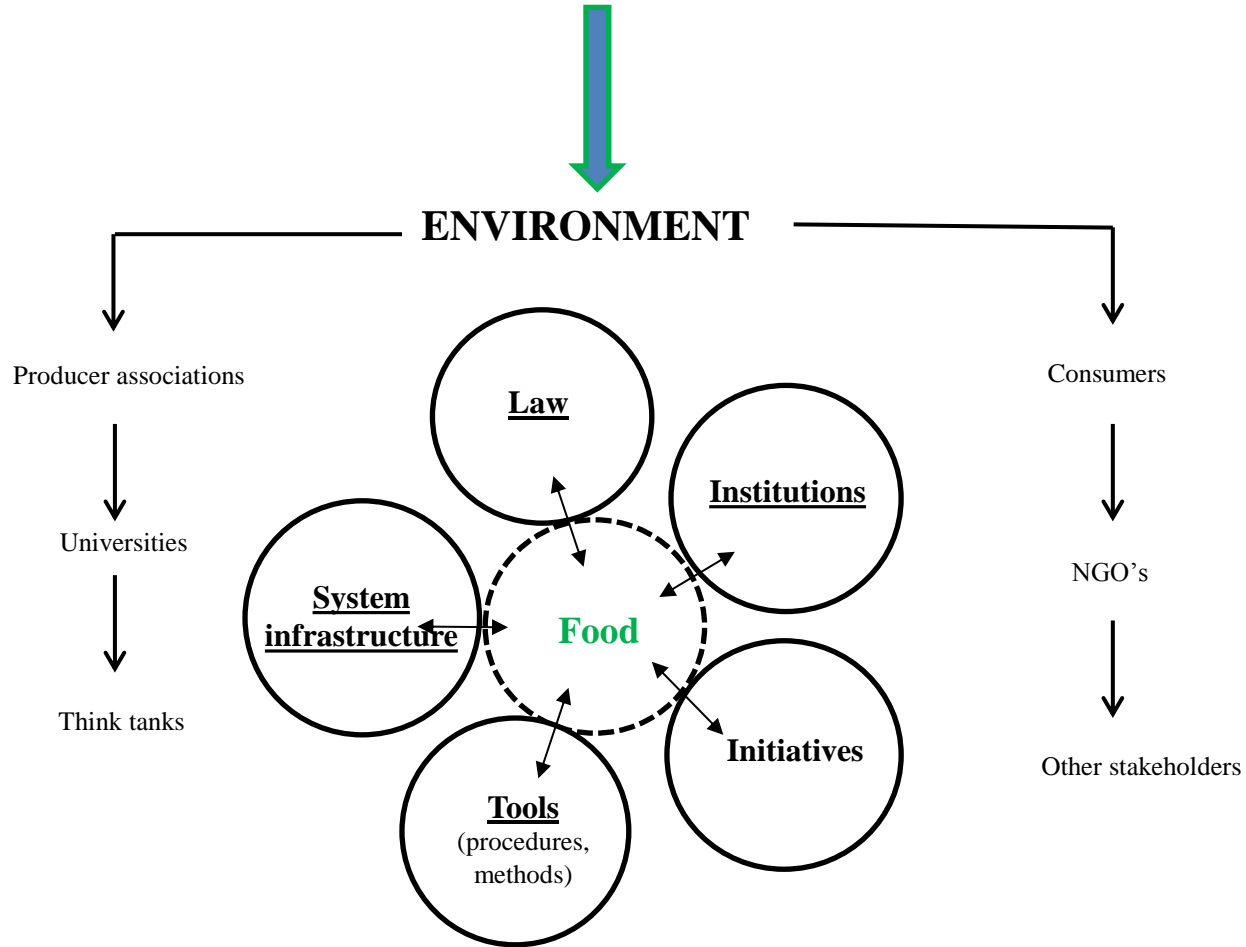 ENVIRONMENT
Producer associations
Universities
Think tanks
Law
Institutions
System
infrastructure
Food
Initiatives
Tools
(procedures,
methods)
Consumers
NGO’s
Other stakeholders